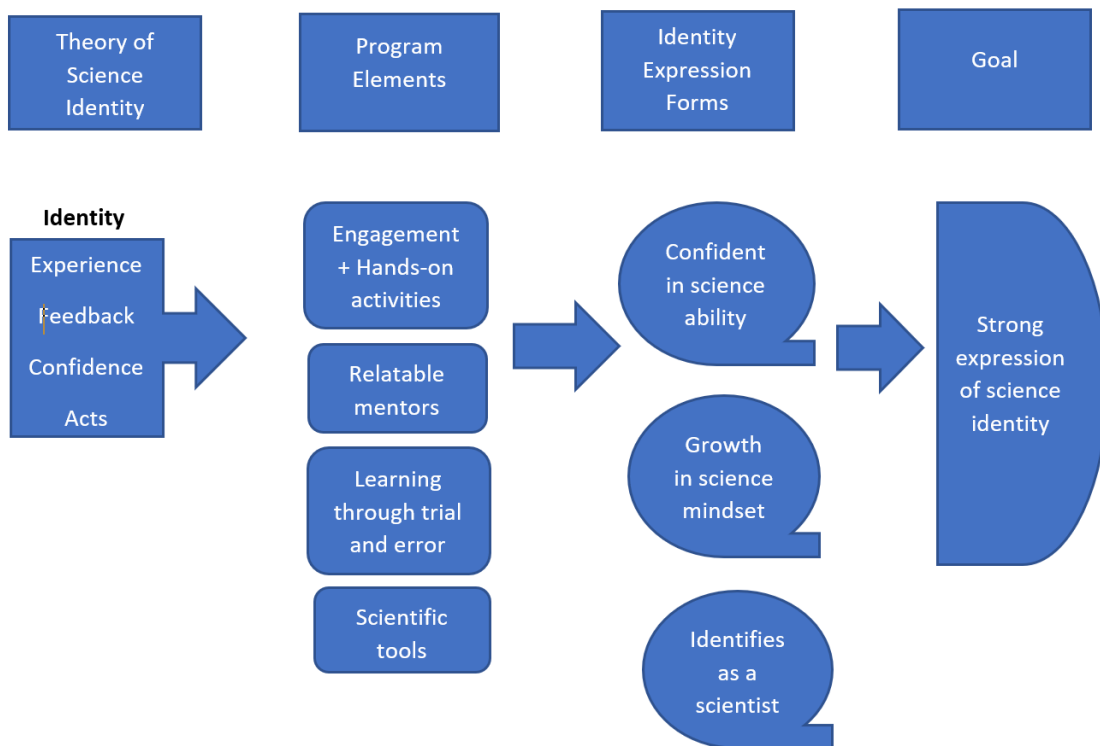 Theory of
Science
Identity
Program
Elements
Identity
Expression
Forms
Goal
Identity
Experience
Feedback
Confidence
Acts
Engagement
+ Hands-on
activities
Relatable
mentors
Learning
through trial
and error
Scientific
tools
Confident
in science
ability
Growth
in science
mindset
Identifies
as a
scientist
Strong
expression
of science
identity